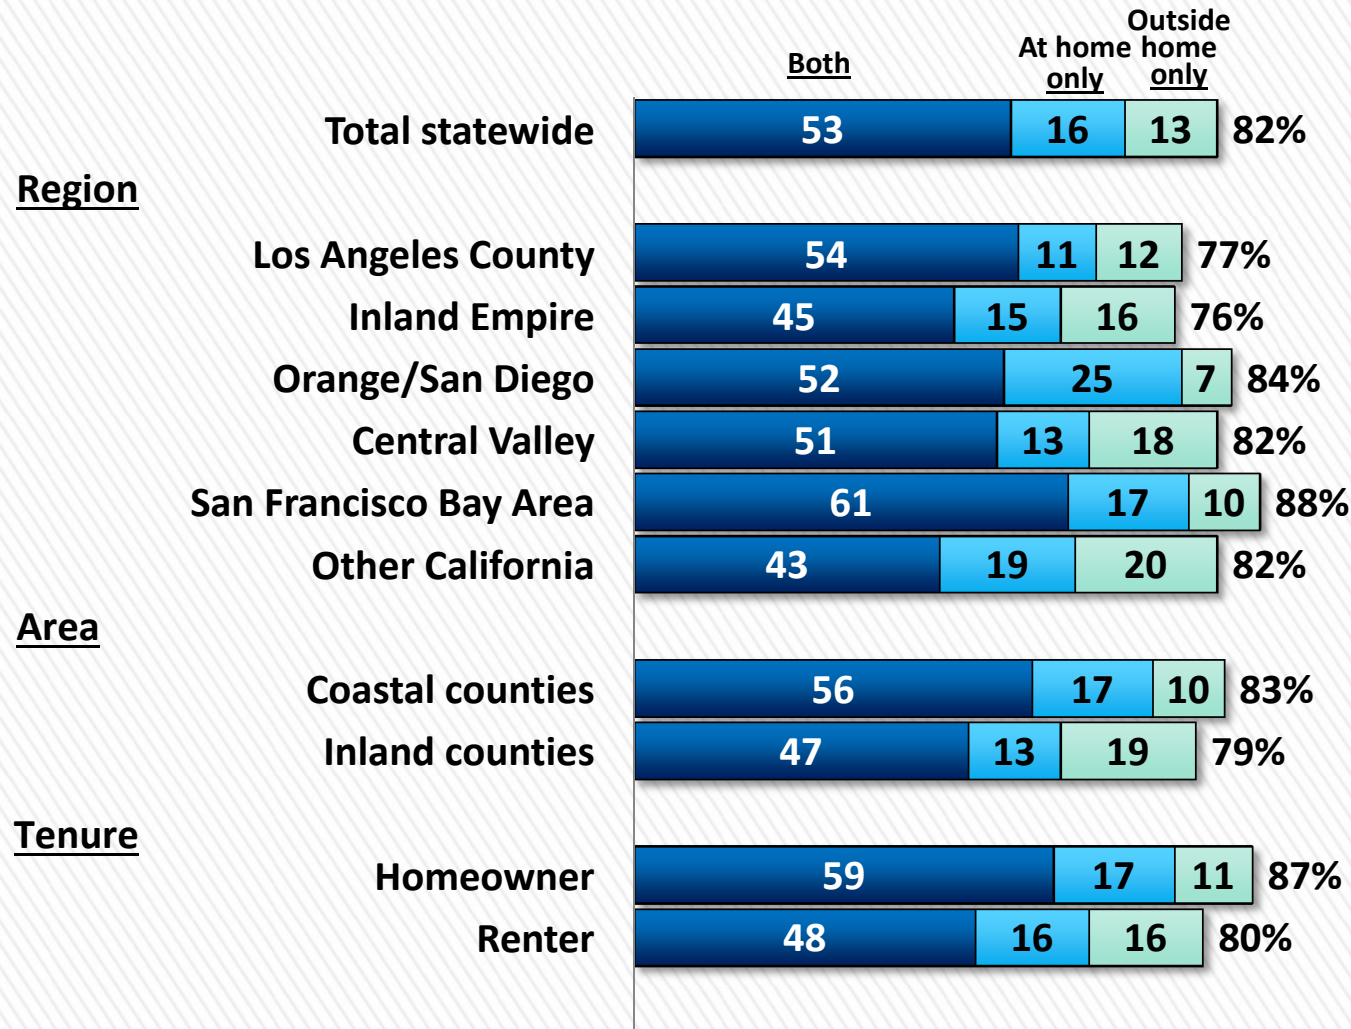 Both
At home only
Outside home only
Total statewide 53 16 13 82%
Region
Los Angeles County 54 11 12 77%
Inland Empire 45 15 16 76%
Orange/San Diego 52 25 7 84%
Central Valley 51 13 18 82%
San Francisco Bay Area 61 17 10 88%
Other California 43 19 20 82%
Area
Coastal counties 56 17 10 83%
Inland counties 47 13 19 79%
Tenure
Homeowner 59 17 11 87%
Renter 48 16 16 80%